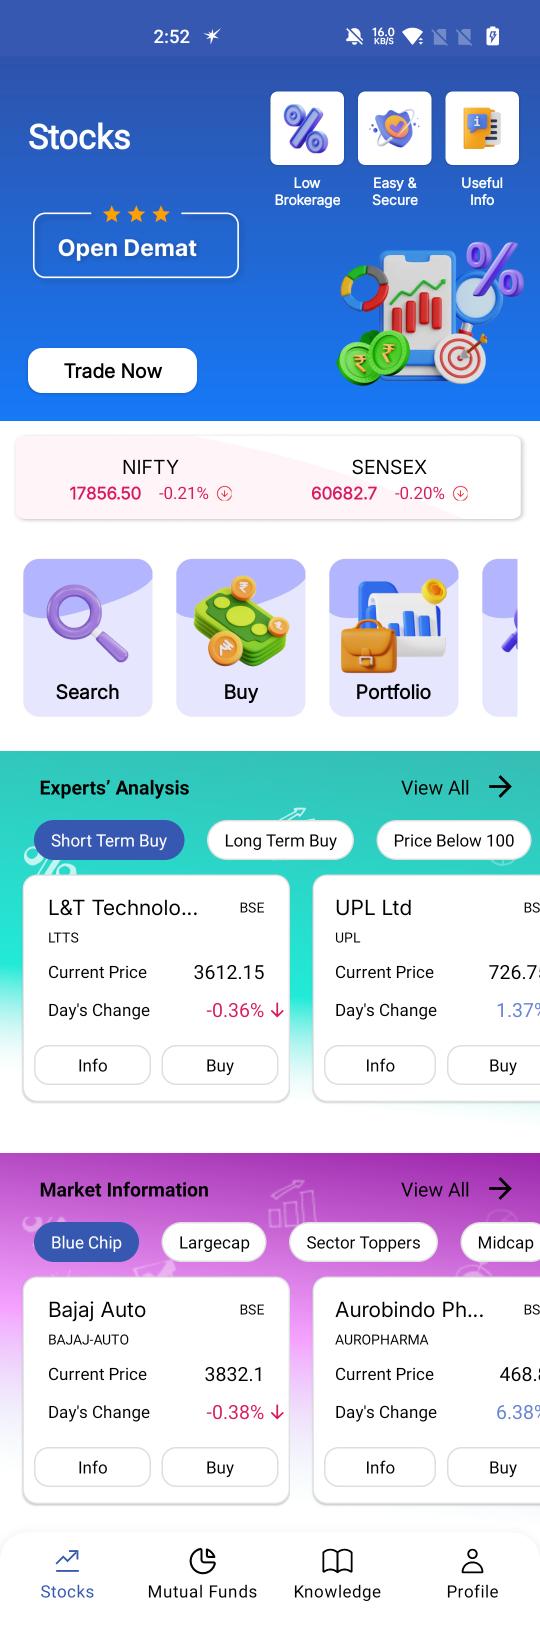 2:52
16.0
KB/S
Stocks
Low
Brokerage
Easy &
Secure
Useful
Info
Open Demat
Trade Now
NIFTY
17856.50 -0.21%
SENSEX
60682.7 -0.20%
Search
Buy
Portfolio
Experts’ Analysis
View All
Short Term Buy
Long Term Buy
Price Below 100
L&T Technolo...
BSE
LTTS
Current Price 3612.15
Day's Change -0.36%
Info
Buy
UPL Ltd
BS
UPL
Current Price 726.7
Day's Change 1.37%
Info
Buy
Market Information
View All
Blue Chip
Largecap
Sector Toppers
Midcap
Bajaj Auto
BSE
BAJAJ-AUTO
Current Price 3832.1
Day's Change -0.38%
Info
Buy
Aurobindo Ph...
BS
AUROPHARMA
Current Price 468.
Day's Change 6.38%
Info
Buy
Stocks
Mutual Funds
Knowledge
Profile